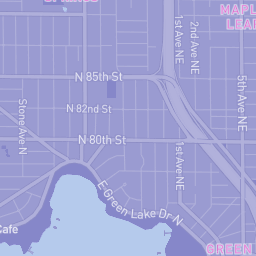 MAPL
LEA
1st Ave NE
2nd Ave NE
N 85th St
5th Ave NE
Stone Ave N
N 82nd St
N 80th St
1st Ave NE
E Green Lake Dr N
Cafe
GREEN